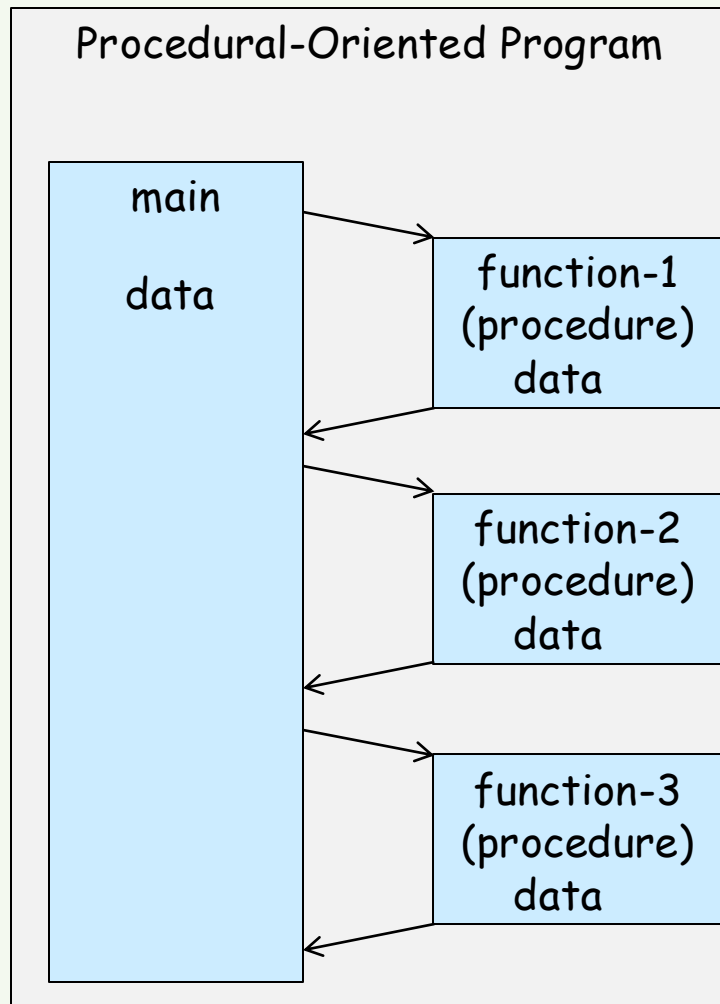 Procedural-Oriented Program
main
data
function-1
(procedure)
data
function-2
(procedure)
data
function-3
(procedure)
data